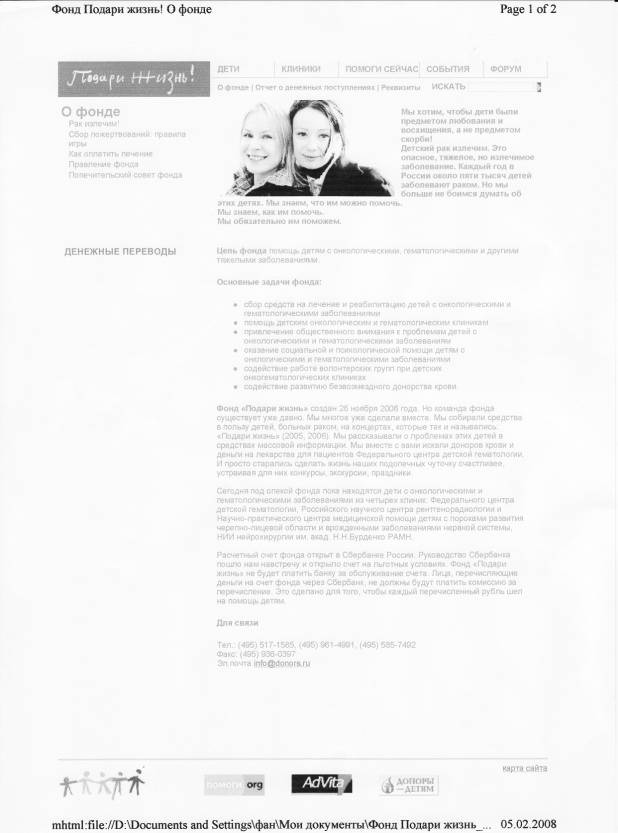 Фонд Подари жизнь! О фонде Page 1 of 2
Подари жизнь!
ДЕТИ КЛИНИКИ ПОМОГИ СЕЙЧАС СОБЫТИЯ ФОРУМ
О фонде | Отчет о денежных поступлениях | Реквизиты ИСКАТЬ
О фонде
Рак излечим!
Сбор пожертвований: правила
игры
Как оплатить лечение
Правление фонда
Попечительский совет фонда
Мы хотим, чтобы дети были
предметом любования и
восхищения, а не предметом
скорби!
Детский рак излечим. Это
опасное, тяжелое, но излечимое
заболевание. Каждый год в
России около пяти тысяч детей
заболевают раком. Но мы
больше не боимся думать об
этих детях. Мы знаем, что им можно помочь.
Мы знаем, как им помочь.
Мы обязательно им поможем.
ДЕНЕЖНЫЕ ПЕРЕВОДЫ
Цель фонда помощь детям с онкологическими, гематологическими и другими
тяжелыми заболеваниями.
Основные задачи фонда:
• сбор средств на лечение и реабилитацию детей с онкологическими и
гематологическими заболеваниями
• помощь детским онкологическим и гематологическим клиникам
• привлечение общественного внимания к проблемам детей с
онкологическими и гематологическими заболеваниям
• оказание социальной и психологической помощи детям с
онкологическими и гематологическими заболеваниями
• содействие работе волонтерских групп при детских
онкогематологических клиниках
• содействие развитию безвозмездного донорства крови.
Фонд «Подари жизнь» создан 26 ноября 2006 года. Но команда фонда
существует уже давно. Мы многое уже сделали вместе. Мы собирали средства
в пользу детей, больных раком, на концертах, которые так и назывались:
«Подари жизнь» (2005, 2006). Мы рассказывали о проблемах этих детей в
средствах массовой информации. Мы вместе с вами искали доноров крови и
деньги на лекарства для пациентов Федерального центра детской гематологии.
И просто старались сделать жизнь наших подопечных чуточку счастливее,
устраивая для них конкурсы, экскурсии, праздники.
Сегодня под опекой фонда пока находятся дети с онкологическими и
гематологическими заболеваниями из четырех клиник: Федерального центра
детской гематологии, Российского научного центра рентгенорадиологии и
Научно-практического центра медицинской помощи детям с пороками развития
черепно-лицевой области и врожденными заболеваниями нервной системы,
НИИ нейрохирургии им. акад. Н.Н.Бурденко РАМН.
Расчетный счет фонда открыт в Сбербанке России. Руководство Сбербанка
пошло нам навстречу и открыло счет на льготных условиях. Фонд «Подари
жизнь» не будет платить банку за обслуживание счета. Лица, перечисляющие
деньги на счет фонда через Сбербанк, не должны будут платить комиссию за
перечисление. Это сделано для того, чтобы каждый перечисленный рубль шел
на помощь детям.
Для связи
Тел.: (495) 517-1565, (495) 961-4991, (495) 585-7492
Факс: (495) 936-0397
Эл.почта info@donors.ru
карта сайта
помоги org AdVita ДОНОРЫ
—ДЕТЯМ
mhtml:file://D:\Documents and Settings\фан\Мои документы\Фонд Подари жизнь_... 05.02.2008